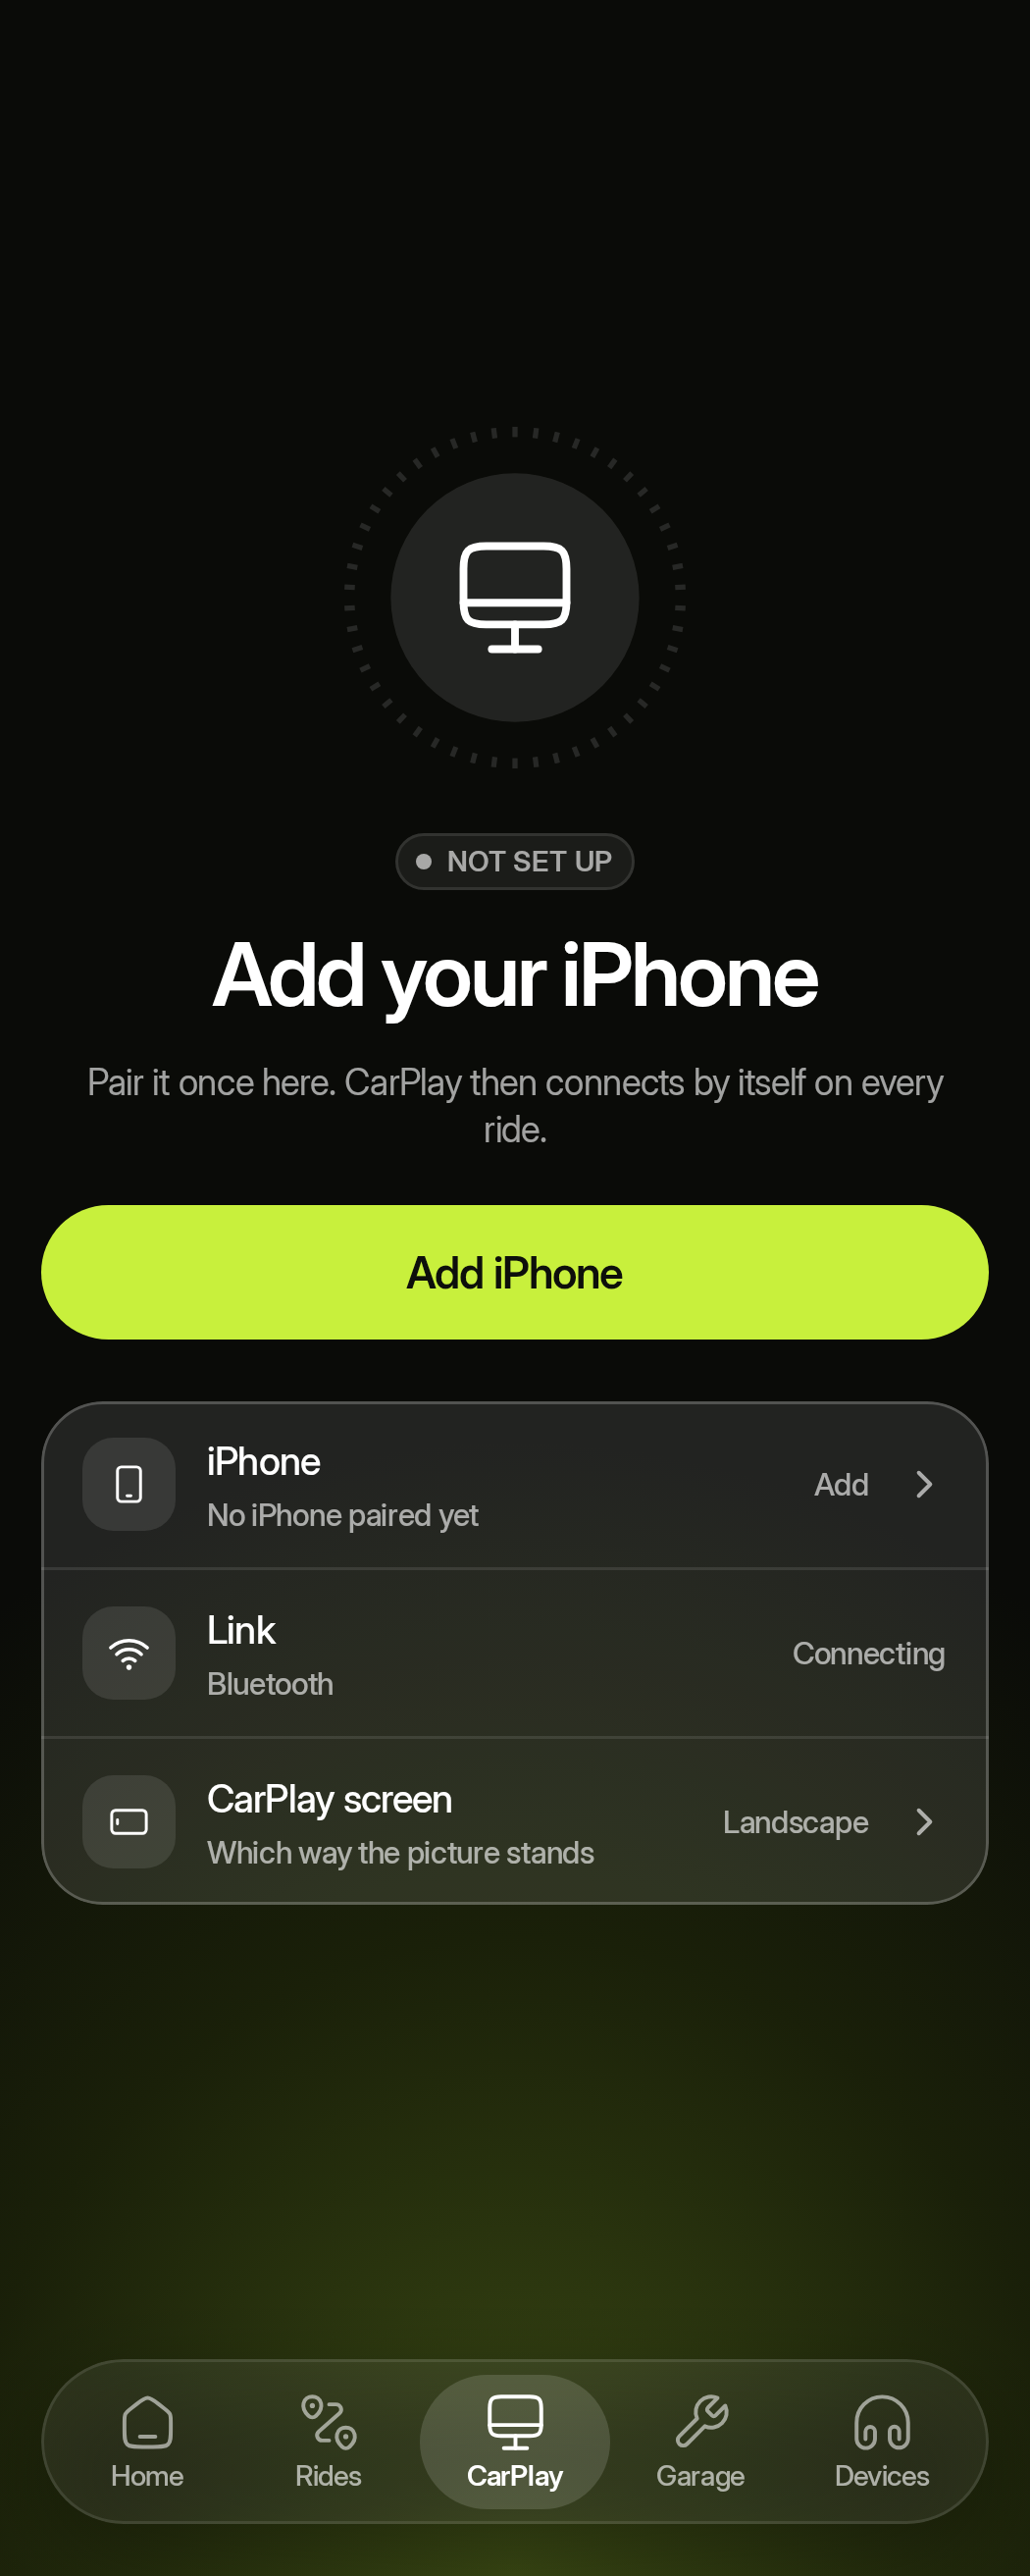 NOT SET UP
Add your iPhone
Pair it once here. CarPlay then connects by itself on every
ride.
Add iPhone
iPhone
No iPhone paired yet
Add
Link
Bluetooth
Connecting
CarPlay screen
Which way the picture stands
Landscape
Home
Rides
CarPlay
Garage
Devices